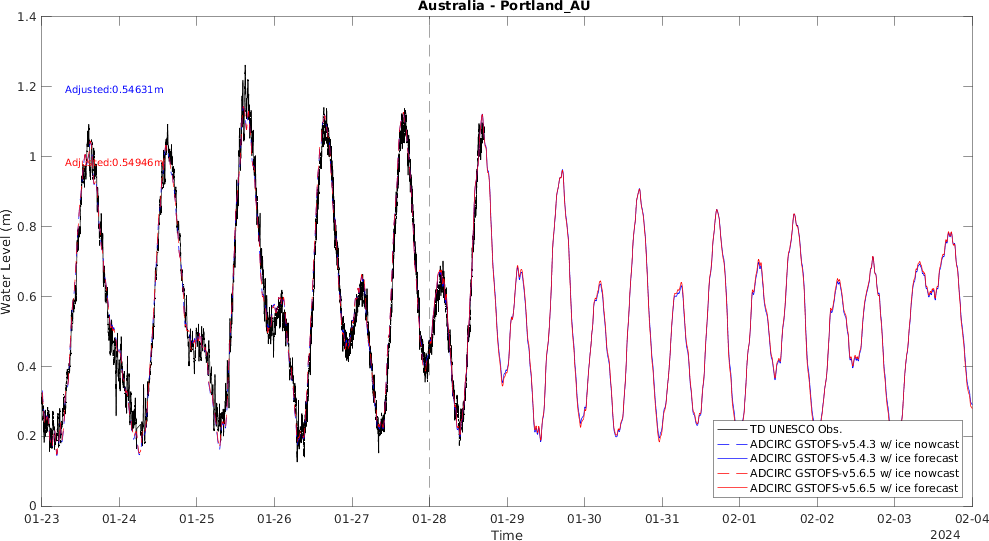 Australia - Portland_AU
1.4
1.2
1
0.8
0.6
0.4
0.2
0
Water Level (m)
Adjusted:0.54631m
Adjusted:0.54946m
TD UNESCO Obs.
ADCIRC GSTOFS-v5.4.3 w/ ice nowcast
ADCIRC GSTOFS-v5.4.3 w/ ice forecast
ADCIRC GSTOFS-v5.6.5 w/ ice nowcast
ADCIRC GSTOFS-v5.6.5 w/ ice forecast
01-23 01-24 01-25 01-26 01-27 01-28 01-29 01-30 01-31 02-01 02-02 02-03 02-04
Time
2024